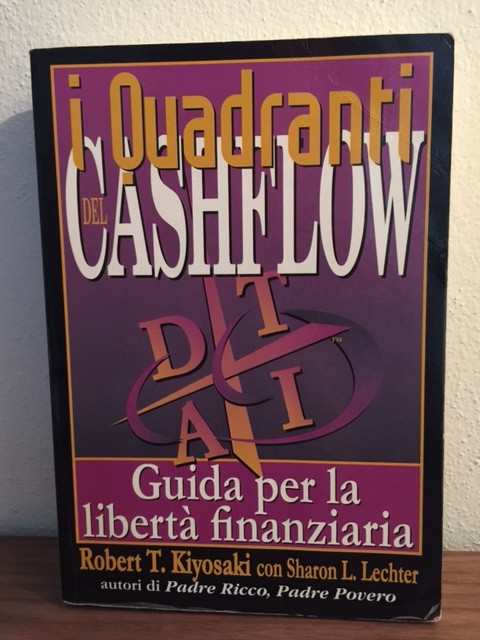 i Quadranti
DEL CASHFLOW
D T
A I
™
Guida per la
libertà finanziaria
Robert T. Kiyosaki con Sharon L. Lechter
autori di Padre Ricco, Padre Povero